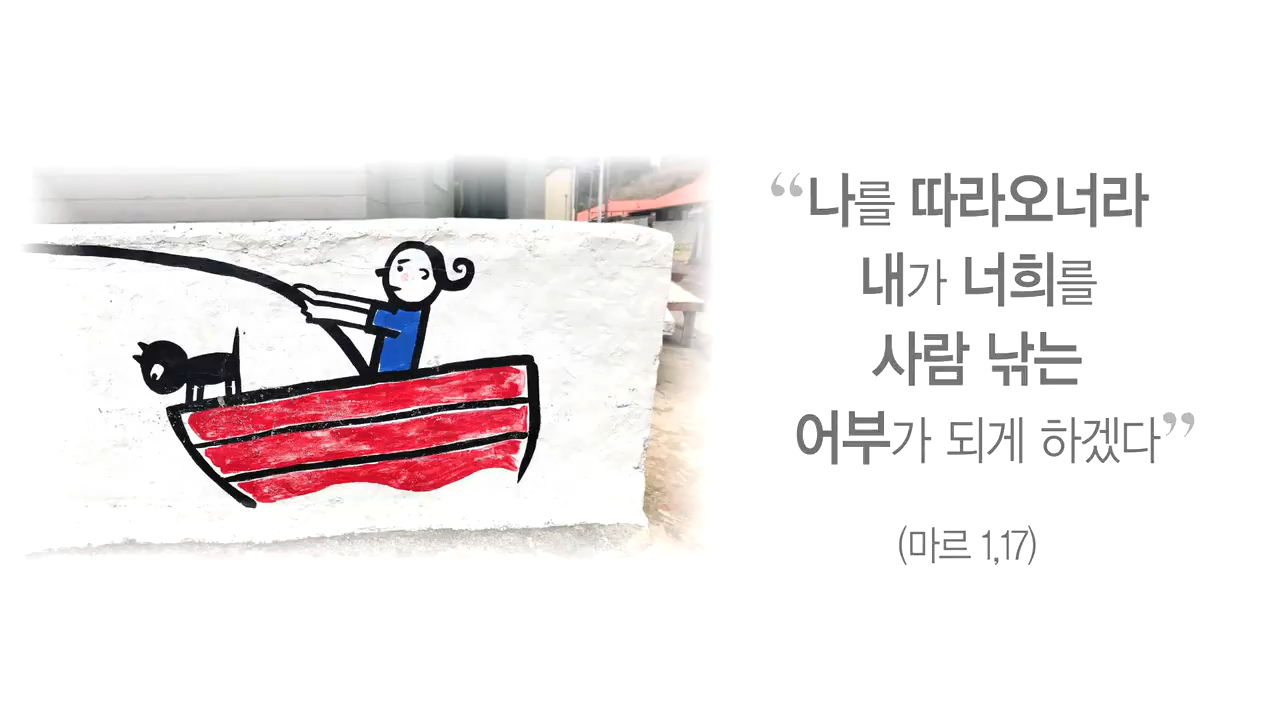 “나를 따라오너라
내가 너희를
사람 낚는
어부가 되게 하겠다”
(마르 1,17)